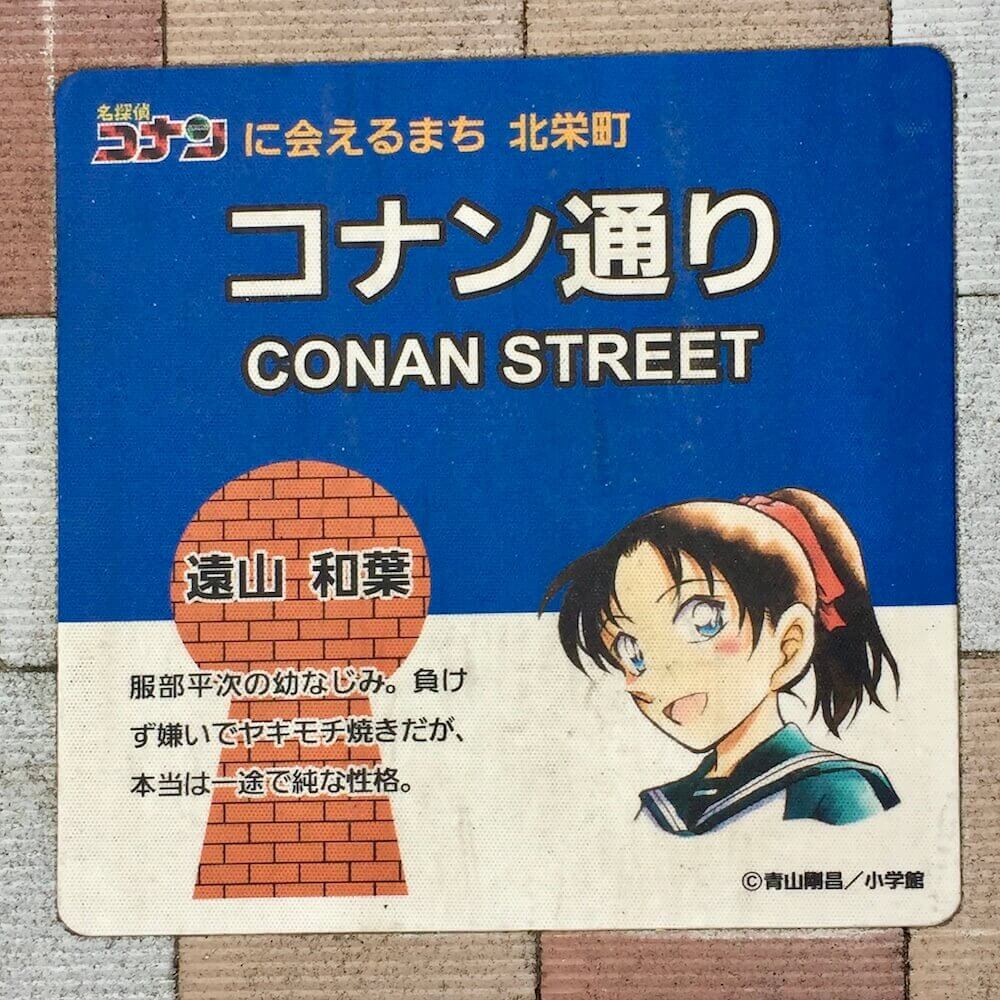 名探偵
コナン に会えるまち 北栄町
コナン通り
CONAN STREET
遠山 和葉
服部平次の幼なじみ。負け
ず嫌いでヤキモチ焼きだが、
本当は一途で純な性格。
©青山剛昌／小学館